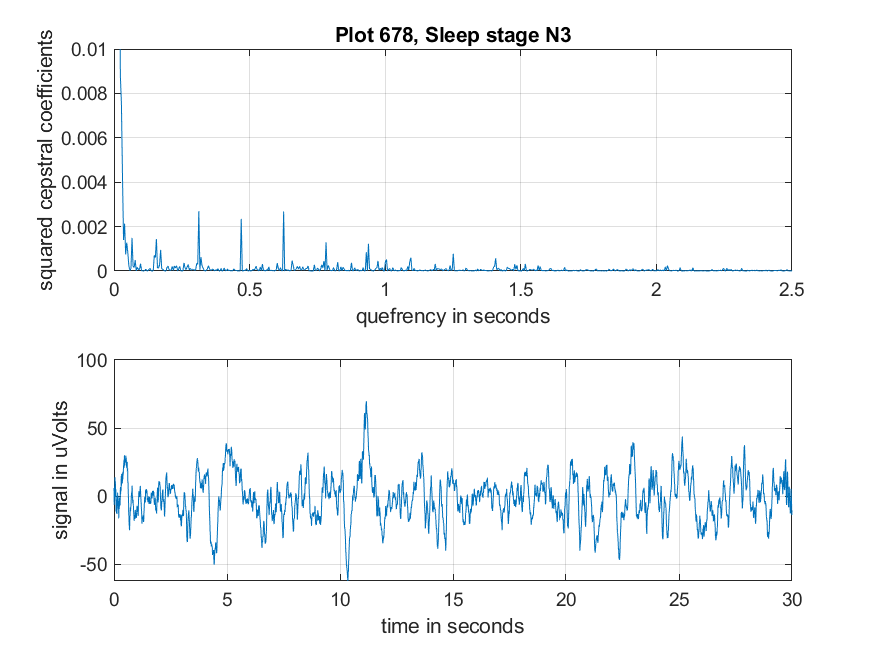 Plot 678, Sleep stage N3
squared cepstral coefficients
0.01
0.008
0.006
0.004
0.002
0
0 0.5 1 1.5 2 2.5
quefrency in seconds
signal in uVolts
100
50
0
-50
0 5 10 15 20 25 30
time in seconds